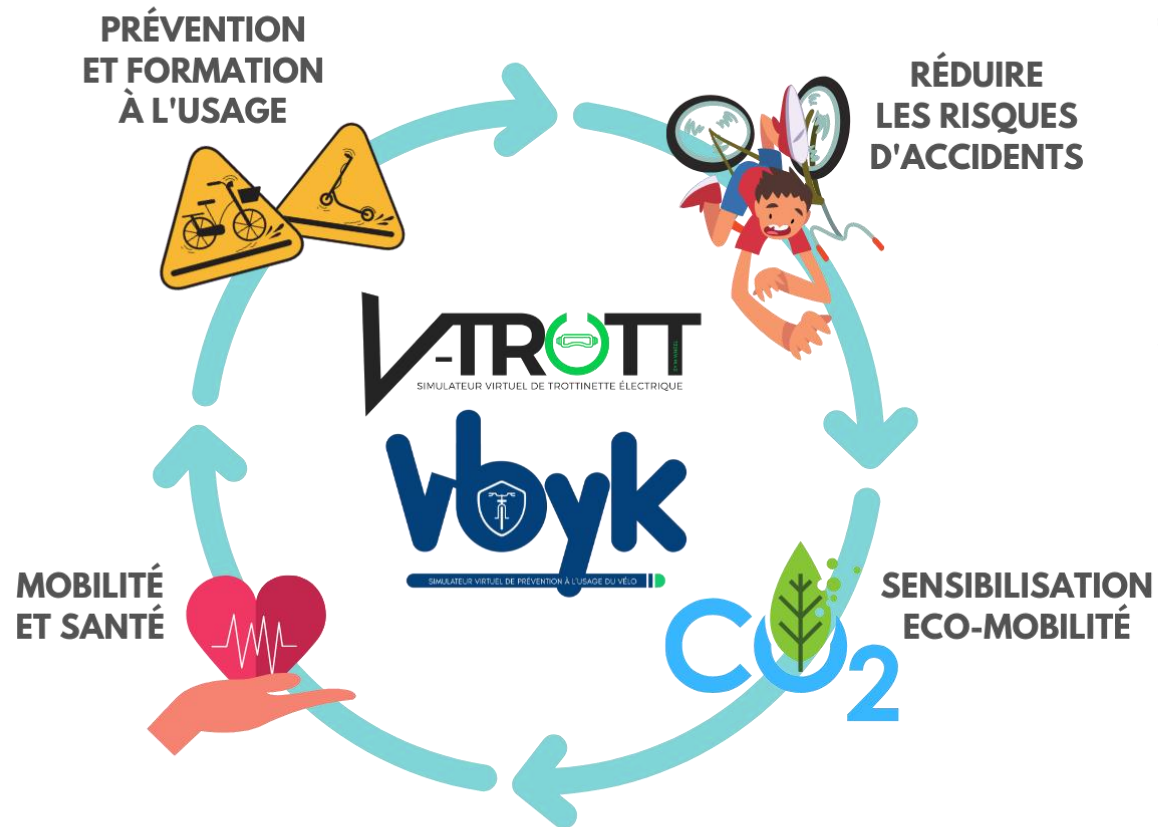 PRÉVENTION
ET FORMATION
À L'USAGE
RÉDUIRE
LES RISQUES
D'ACCIDENTS
V-TROTT
SIMULATEUR VIRTUEL DE TROTTINETTE ÉLECTRIQUE
Vbyk
SIMULATEUR VIRTUEL DE PRÉVENTION À L'USAGE DU VÉLO
MOBILITÉ
ET SANTÉ
SENSIBILISATION
ECO-MOBILITÉ
CO2